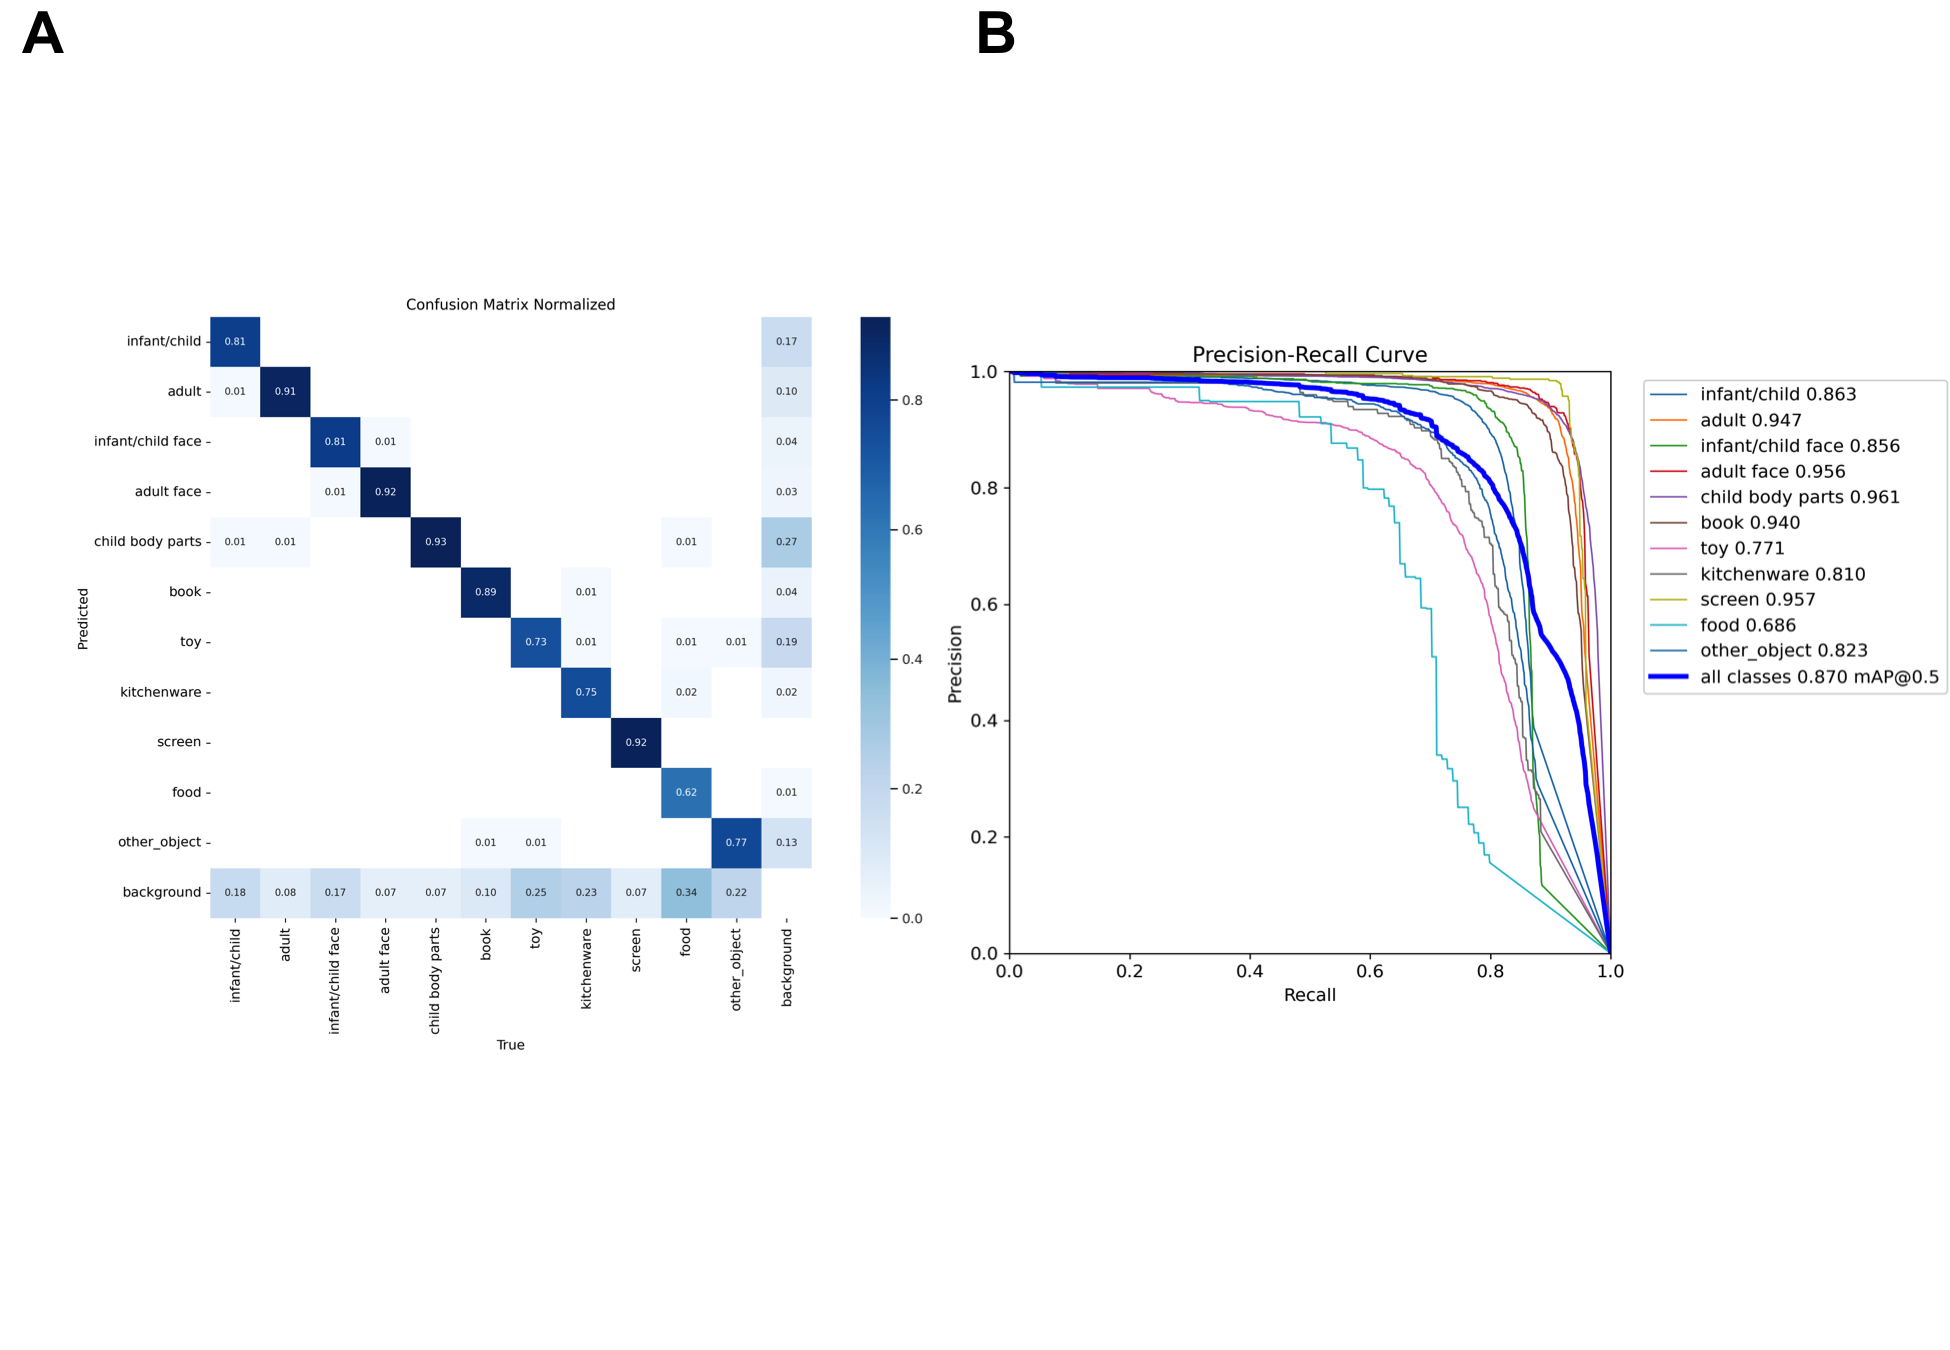 A
B
Confusion Matrix Normalized
infant/child 0.81 0.17
adult 0.01 0.91 0.10
infant/child face 0.81 0.01 0.04
adult face 0.01 0.92 0.03
child body parts 0.01 0.01 0.93 0.01 0.27
book 0.89 0.01 0.04
toy 0.73 0.01 0.01 0.01 0.19
kitchenware 0.75 0.02 0.02
screen 0.92
food 0.62 0.01
other_object 0.01 0.01 0.77 0.13
background 0.18 0.08 0.17 0.07 0.07 0.10 0.25 0.23 0.07 0.34 0.22
Predicted
infant/child
adult
infant/child face
adult face
child body parts
book
toy
kitchenware
screen
food
other_object
background
True
0.8
0.6
0.4
0.2
0.0
Precision-Recall Curve
1.0
0.8
0.6
0.4
0.2
0.0
Precision
0.0 0.2 0.4 0.6 0.8 1.0
Recall
infant/child 0.863
adult 0.947
infant/child face 0.856
adult face 0.956
child body parts 0.961
book 0.940
toy 0.771
kitchenware 0.810
screen 0.957
food 0.686
other_object 0.823
all classes 0.870 mAP@0.5